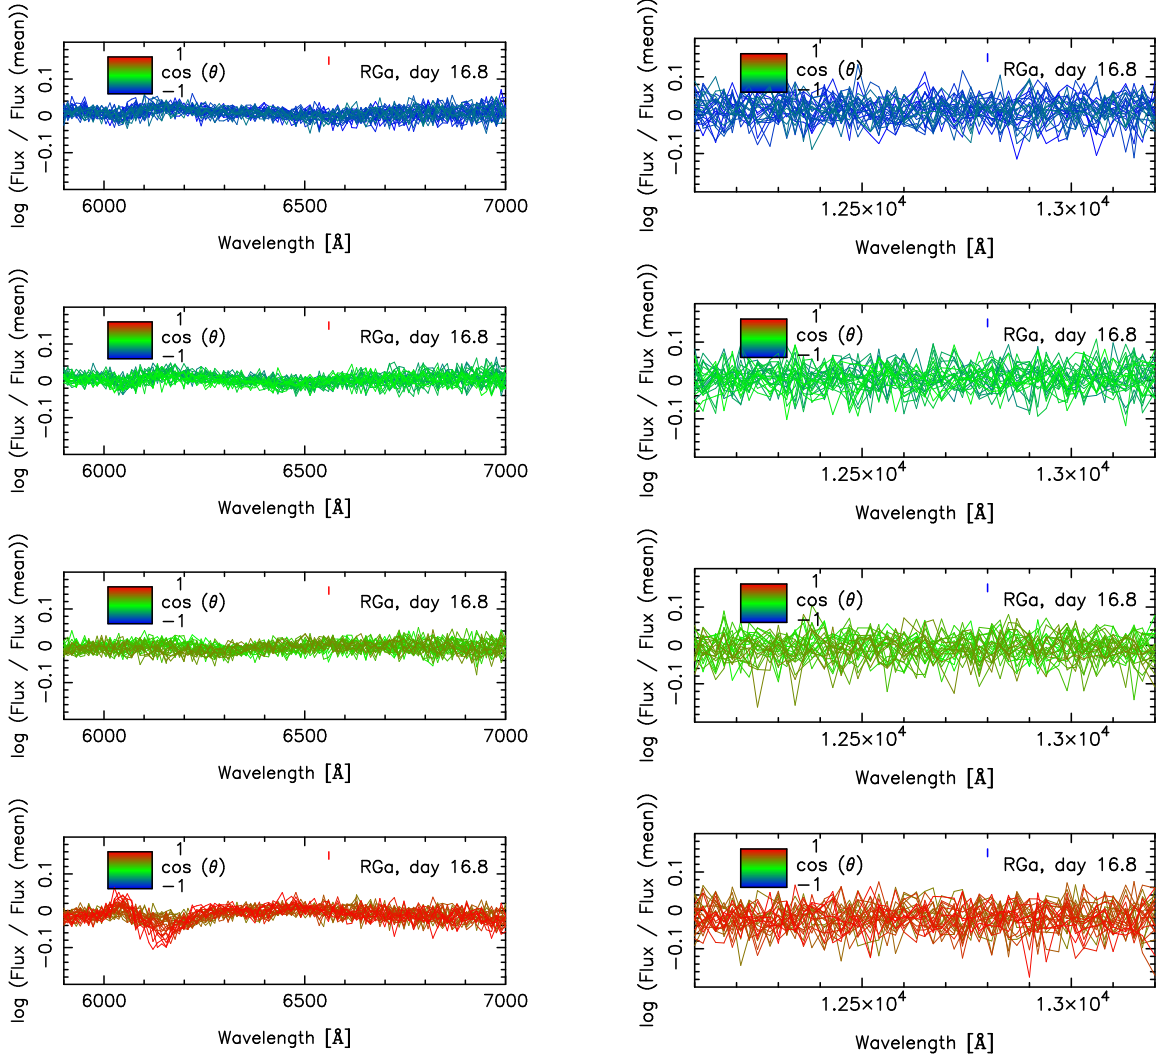 1
cos (θ)
−1
RGa, day 16.8
log (Flux / Flux (mean))
0.1
0
−0.1
6000
6500
7000
Wavelength [Å]
1
cos (θ)
−1
RGa, day 16.8
log (Flux / Flux (mean))
0.1
0
−0.1
1.25×10⁴
1.3×10⁴
Wavelength [Å]
1
cos (θ)
−1
RGa, day 16.8
log (Flux / Flux (mean))
0.1
0
−0.1
6000
6500
7000
Wavelength [Å]
1
cos (θ)
−1
RGa, day 16.8
log (Flux / Flux (mean))
0.1
0
−0.1
1.25×10⁴
1.3×10⁴
Wavelength [Å]
1
cos (θ)
−1
RGa, day 16.8
log (Flux / Flux (mean))
0.1
0
−0.1
6000
6500
7000
Wavelength [Å]
1
cos (θ)
−1
RGa, day 16.8
log (Flux / Flux (mean))
0.1
0
−0.1
1.25×10⁴
1.3×10⁴
Wavelength [Å]
1
cos (θ)
−1
RGa, day 16.8
log (Flux / Flux (mean))
0.1
0
−0.1
6000
6500
7000
Wavelength [Å]
1
cos (θ)
−1
RGa, day 16.8
log (Flux / Flux (mean))
0.1
0
−0.1
1.25×10⁴
1.3×10⁴
Wavelength [Å]